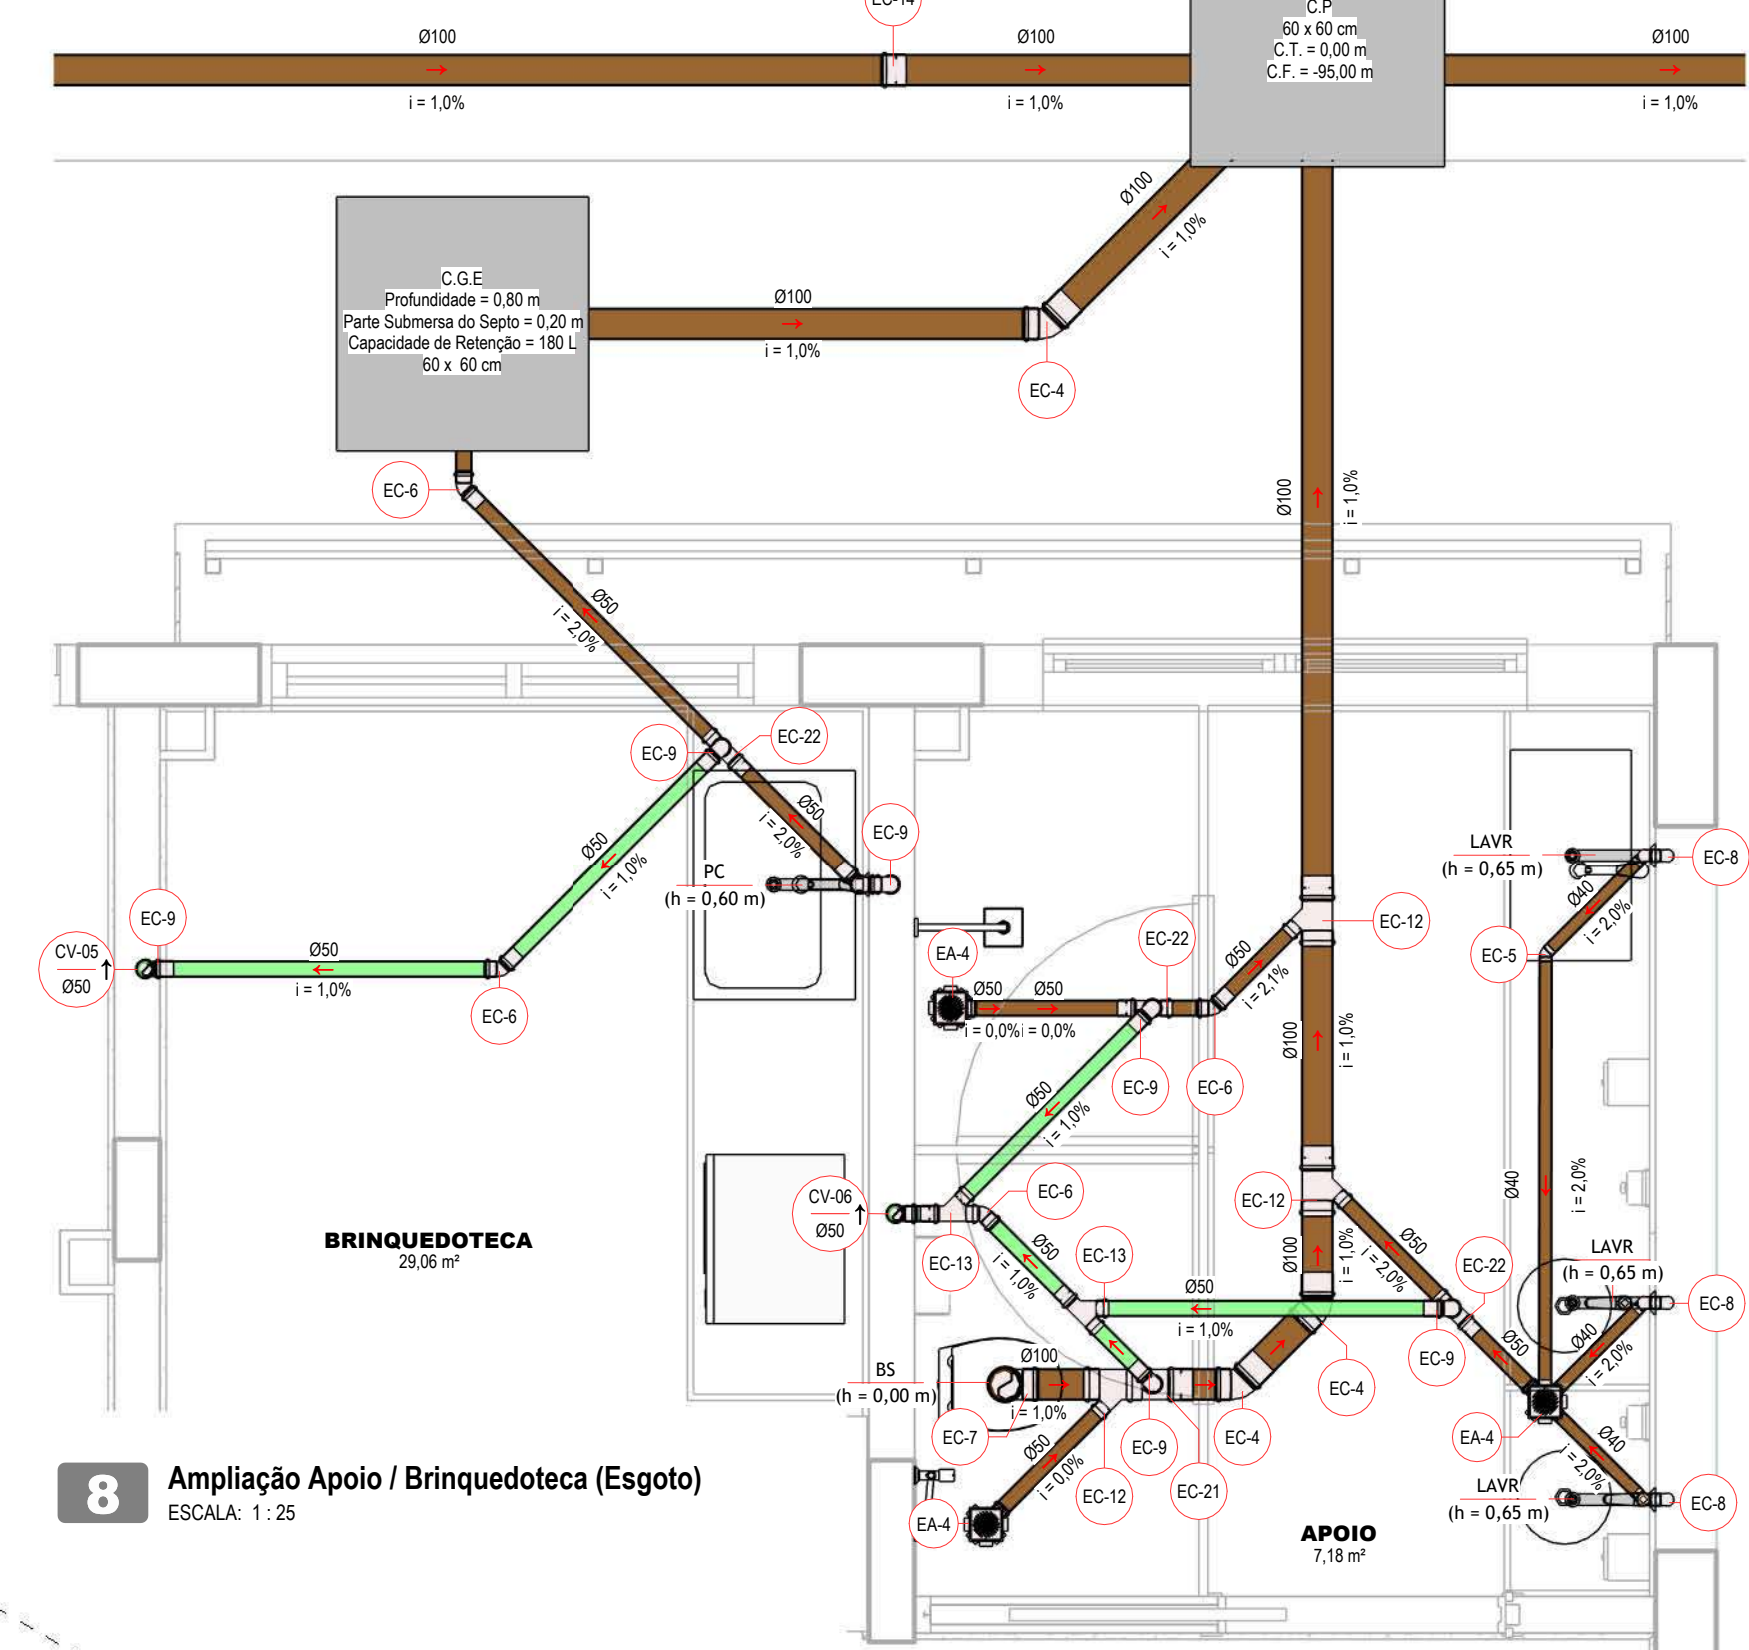 EC-14
C.P
60 x 60 cm
C.T. = 0,00 m
C.F. = -95,00 m
Ø100
Ø100
Ø100
i = 1,0%
i = 1,0%
i = 1,0%
Ø100
i = 1,0%
C.G.E
Profundidade = 0,80 m
Parte Submersa do Septo = 0,20 m
Capacidade de Retenção = 180 L
60 x 60 cm
Ø100
i = 1,0%
EC-4
EC-6
Ø100
i = 1,0%
Ø50
i = 2,0%
EC-9
EC-22
Ø50
i = 2,0%
EC-9
Ø50
i = 1,0%
PC
(h = 0,60 m)
LAVR
(h = 0,65 m)
EC-8
Ø40
i = 2,0%
EC-5
EC-9
CV-05
Ø50
Ø50
i = 1,0%
EC-6
EC-12
EC-22
EA-4
Ø50
Ø50
i = 0,0%
i = 0,0%
Ø50
i = 2,1%
Ø100
i = 1,0%
EC-9
EC-6
Ø50
i = 1,0%
Ø40
i = 2,0%
CV-06
Ø50
EC-6
EC-12
EC-13
EC-13
Ø50
i = 1,0%
Ø100
i = 1,0%
Ø50
i = 2,0%
EC-22
LAVR
(h = 0,65 m)
EC-8
Ø50
i = 1,0%
BRINQUEDOTECA
29,06 m²
BS
(h = 0,00 m)
Ø100
i = 1,0%
EC-9
EC-4
Ø50
Ø40
i = 2,0%
EC-7
EC-9
EC-4
EA-4
Ø50
i = 0,0%
EC-12
EC-21
Ø40
i = 2,0%
LAVR
(h = 0,65 m)
EC-8
EA-4
APOIO
7,18 m²
8
Ampliação Apoio / Brinquedoteca (Esgoto)
ESCALA: 1 : 25